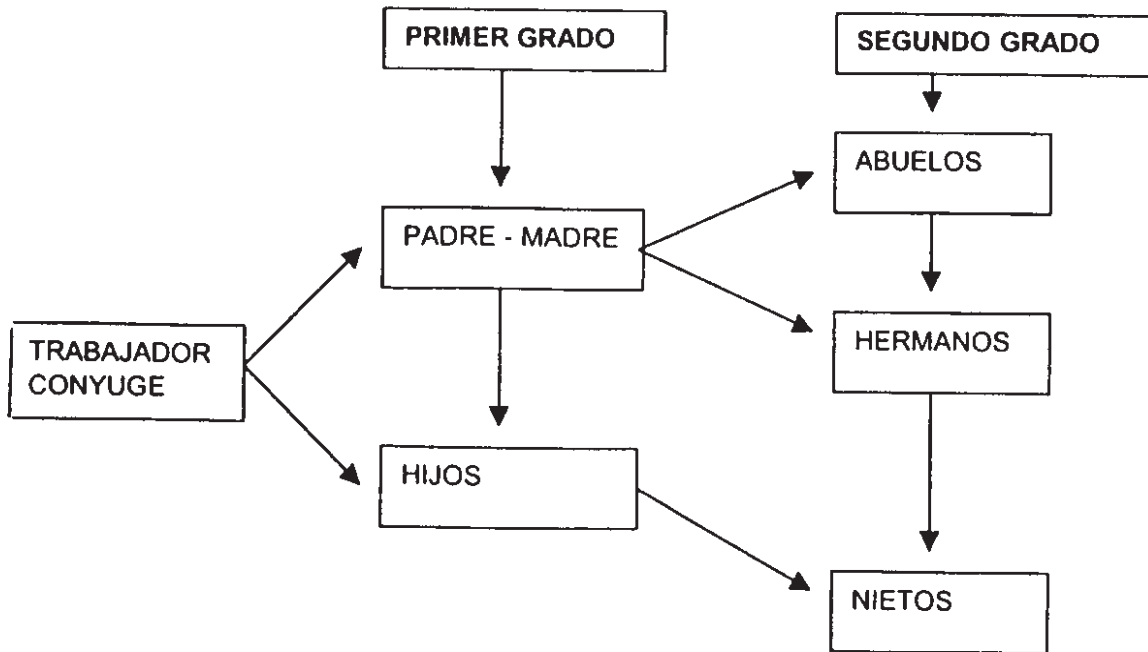 PRIMER GRADO
SEGUNDO GRADO
ABUELOS
PADRE - MADRE
HERMANOS
TRABAJADOR
CONYUGE
HIJOS
NIETOS